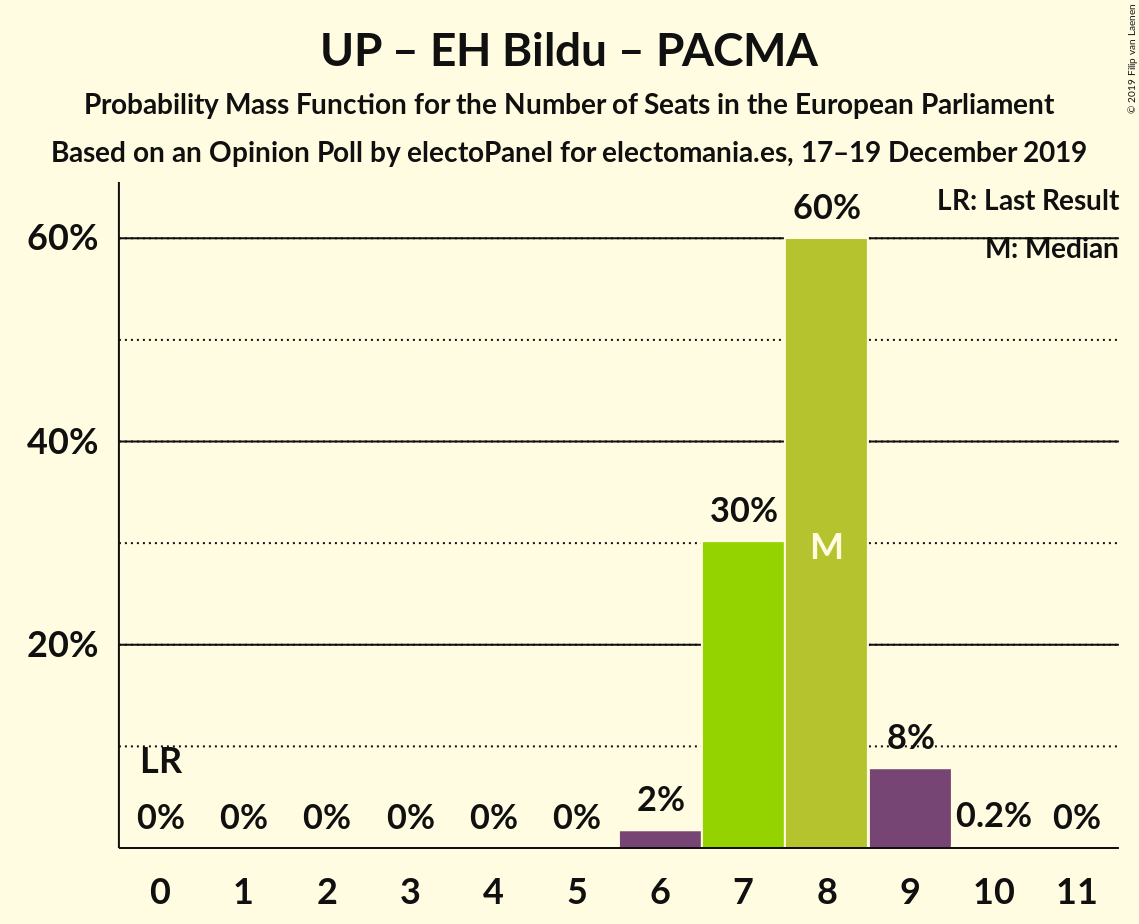 UP – EH Bildu – PACMA
Probability Mass Function for the Number of Seats in the European Parliament
Based on an Opinion Poll by electoPanel for electomania.es, 17–19 December 2019
© 2019 Filip van Laenen
LR: Last Result
M: Median
60%
40%
20%
LR
0% 0% 0% 0% 0% 0% 2% 30% 60% 8% 0.2% 0%
M
0 1 2 3 4 5 6 7 8 9 10 11